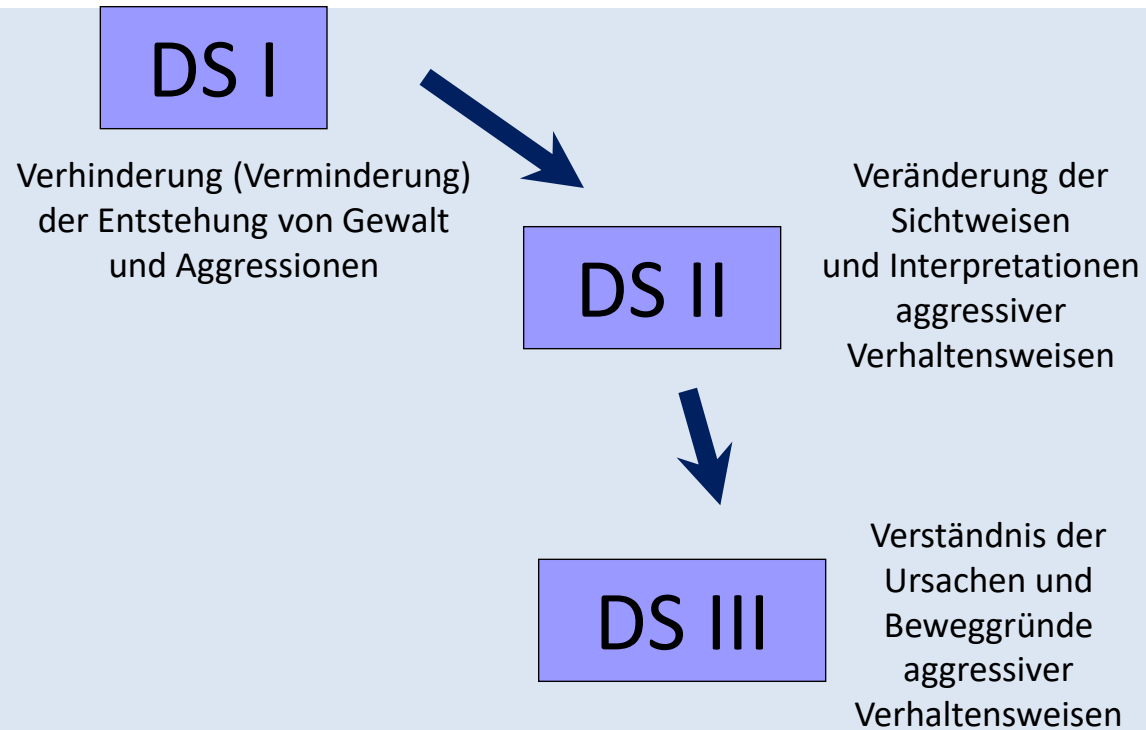 DS I
Verhinderung (Verminderung)
der Entstehung von Gewalt
und Aggressionen
DS II
Veränderung der
Sichtweisen
und Interpretationen
aggressiver
Verhaltensweisen
DS III
Verständnis der
Ursachen und
Beweggründe
aggressiver
Verhaltensweisen